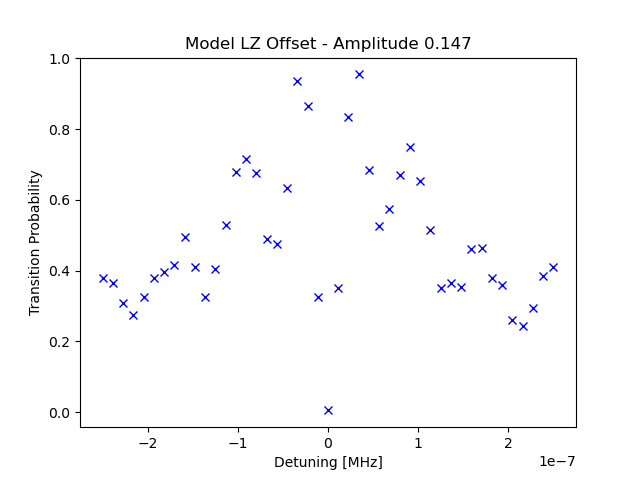 Model LZ Offset - Amplitude 0.147
1.0
0.8
0.6
0.4
0.2
0.0
Transition Probability
−2
−1
0
1
2
1e−7
Detuning [MHz]